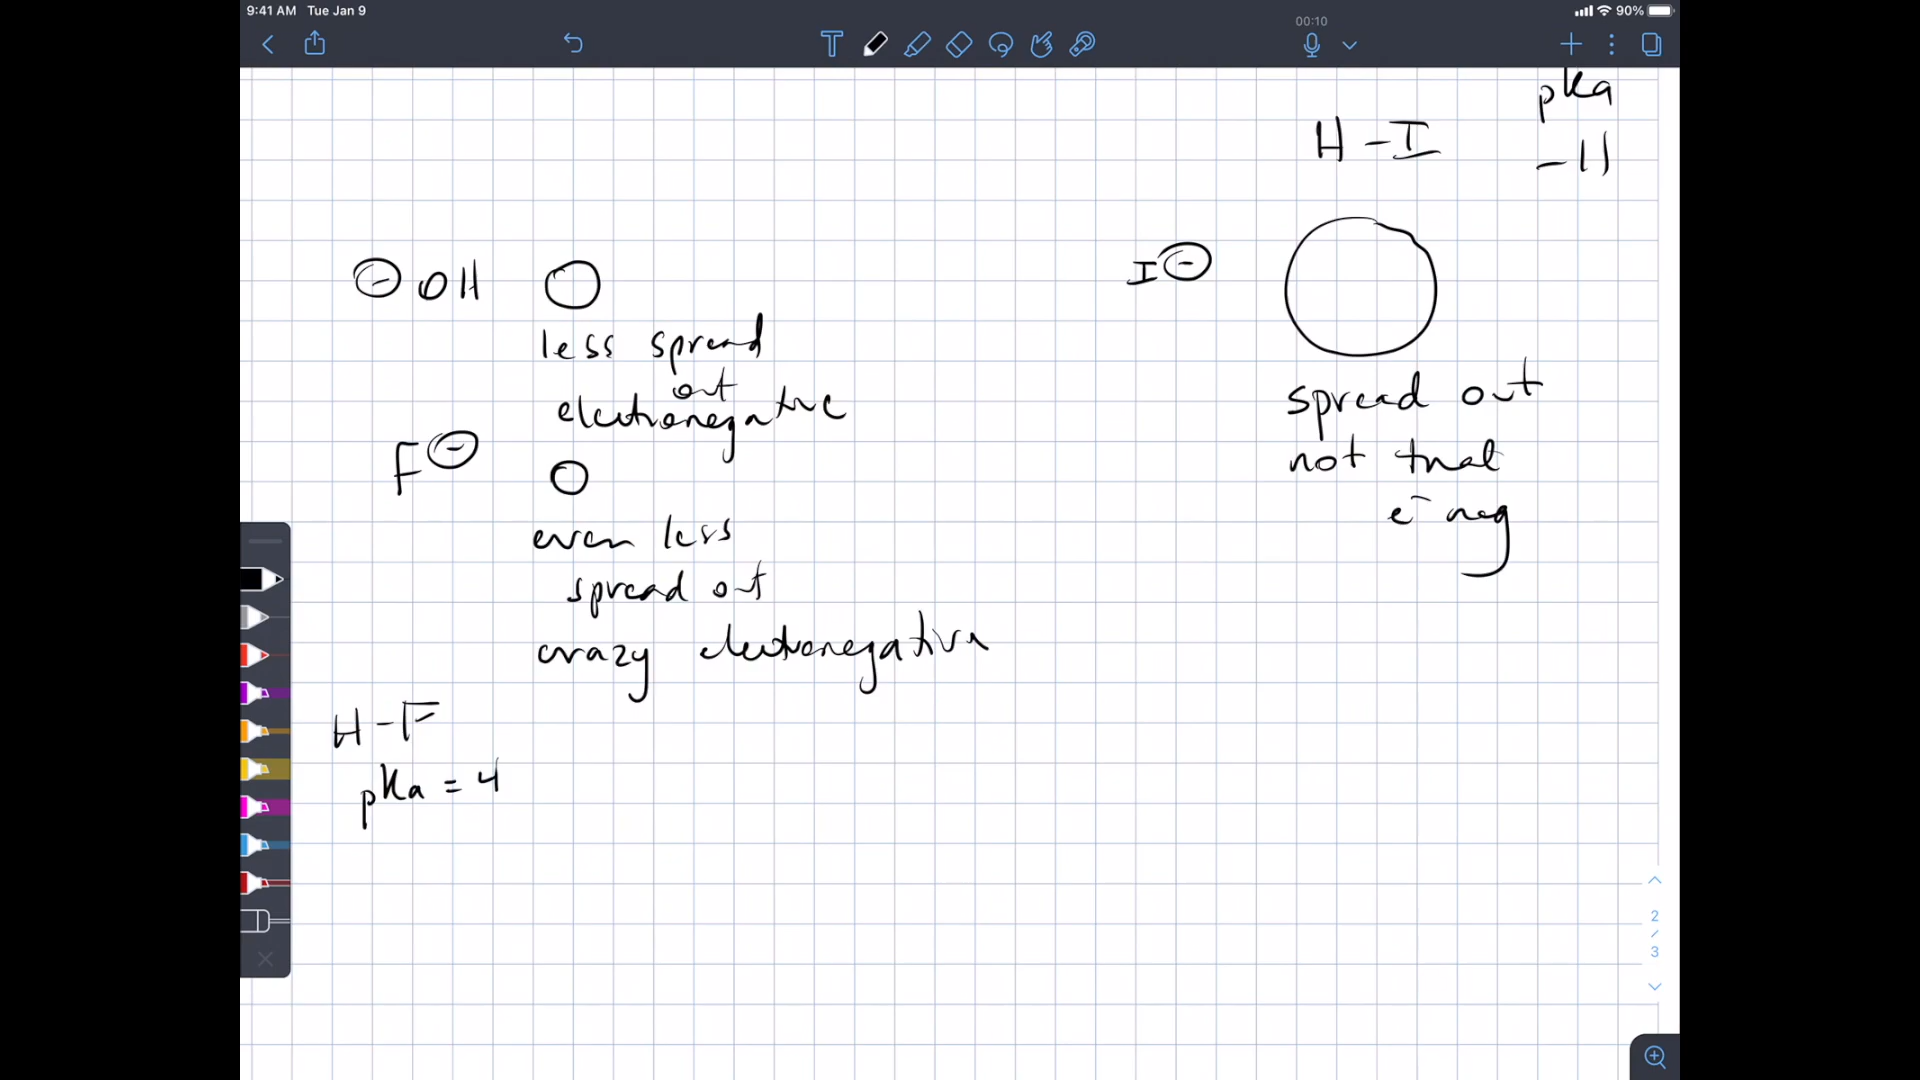 9:41 AM Tue Jan 9
90%
00:10
T
pka
H-I
-11
⊖OH
less spread
out
electronegative
F⊖
even less
spread out
crazy electronegative
H-F
pka = 4
I⊖
spread out
not that
e⁻ neg
2
/
3